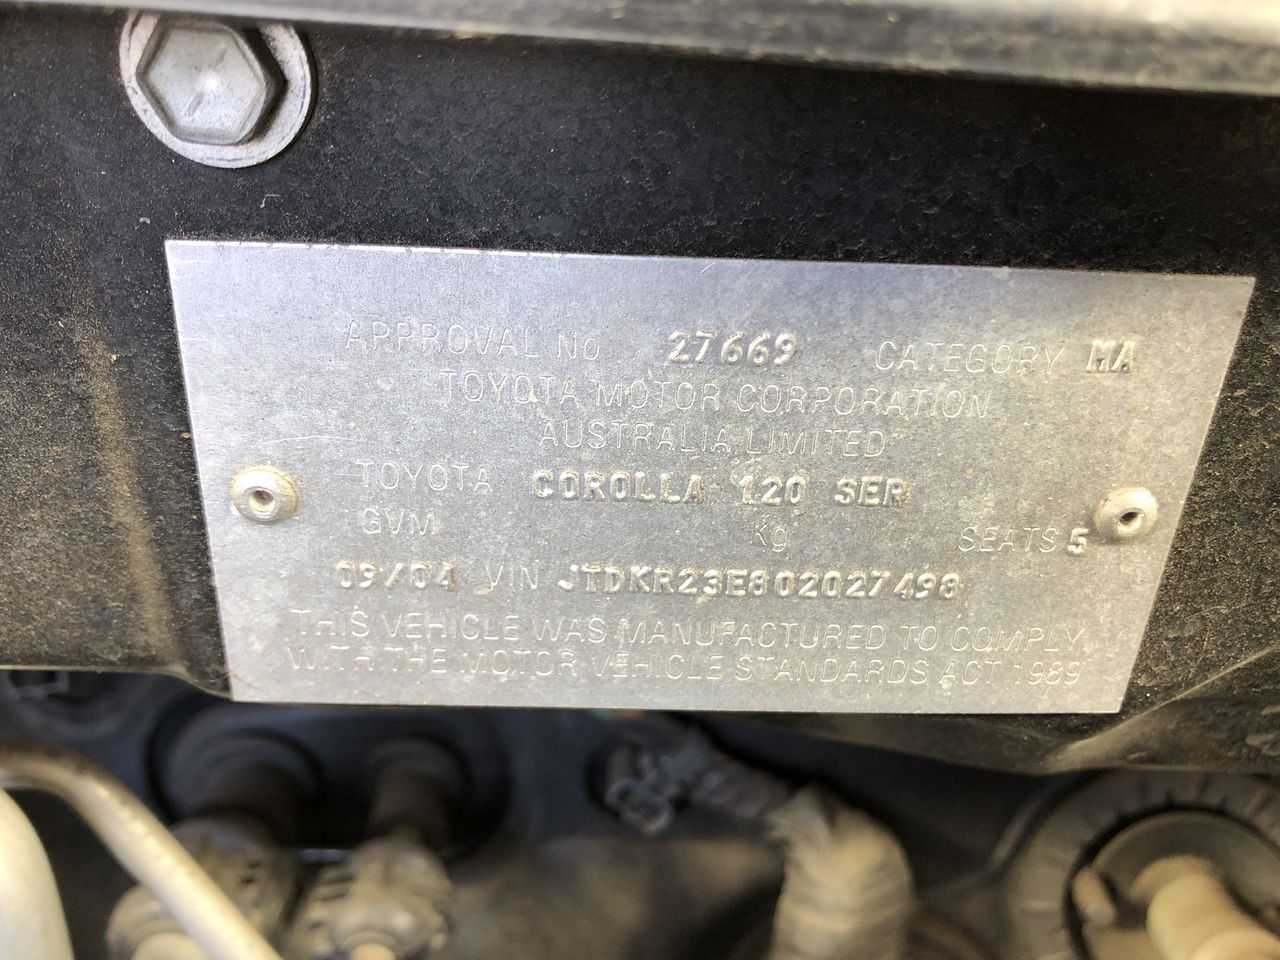 APPROVAL No 27669 CATEGORY MA
TOYOTA MOTOR CORPORATION
AUSTRALIA LIMITED
TOYOTA COROLLA 120 SER
GVM Kg SEATS 5
09/04 VIN JTDKR23E802027498
THIS VEHICLE WAS MANUFACTURED TO COMPLY
WITH THE MOTOR VEHICLE STANDARDS ACT 1989